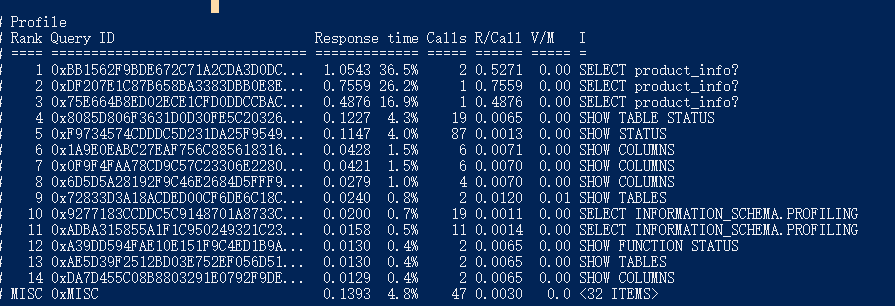 # Profile
# Rank Query ID Response time Calls R/Call V/M I
# ==== ================================== ============= ===== ====== ===== =
# 1 0xBB1562F9BDE672C71A2CDA3D0DC... 1.0543 36.5% 2 0.5271 0.00 SELECT product_info?
# 2 0xDF207E1C87B658BA3383DBB0E8E... 0.7559 26.2% 1 0.7559 0.00 SELECT product_info?
# 3 0x75E664B8ED02ECE1CFD0DDCCBAC... 0.4876 16.9% 1 0.4876 0.00 SELECT product_info?
# 4 0x8085D806F3631D0D30FE5C20326... 0.1227 4.3% 19 0.0065 0.00 SHOW TABLE STATUS
# 5 0xF9734574CDDDC5D231DA25F9549... 0.1147 4.0% 87 0.0013 0.00 SHOW STATUS
# 6 0x1A9E0EABC27EAF756C885618316... 0.0428 1.5% 6 0.0071 0.00 SHOW COLUMNS
# 7 0x0F9F4FAA78CD9C57C23306E2280... 0.0421 1.5% 6 0.0070 0.00 SHOW COLUMNS
# 8 0x6D5D5A28192F9C46E2684D5FFF9... 0.0279 1.0% 4 0.0070 0.00 SHOW COLUMNS
# 9 0x72833D3A18ACDED00CF6DE6C18C... 0.0240 0.8% 2 0.0120 0.01 SHOW TABLES
# 10 0x9277183CCDDC5C9148701A8733C... 0.0200 0.7% 19 0.0011 0.00 SELECT INFORMATION_SCHEMA.PROFILING
# 11 0xADBA315855A1F1C950249321C23... 0.0158 0.5% 11 0.0014 0.00 SELECT INFORMATION_SCHEMA.PROFILING
# 12 0xA39DD594FAE10E151F9C4ED1B9A... 0.0130 0.4% 2 0.0065 0.00 SHOW FUNCTION STATUS
# 13 0xAE5D39F2512BD03E752EF056D51... 0.0130 0.4% 2 0.0065 0.00 SHOW TABLES
# 14 0xDA7D455C08B8803291E0792F9DE... 0.0129 0.4% 2 0.0065 0.00 SHOW COLUMNS
# MISC 0xMISC 0.1393 4.8% 47 0.0030 0.0 <32 ITEMS>